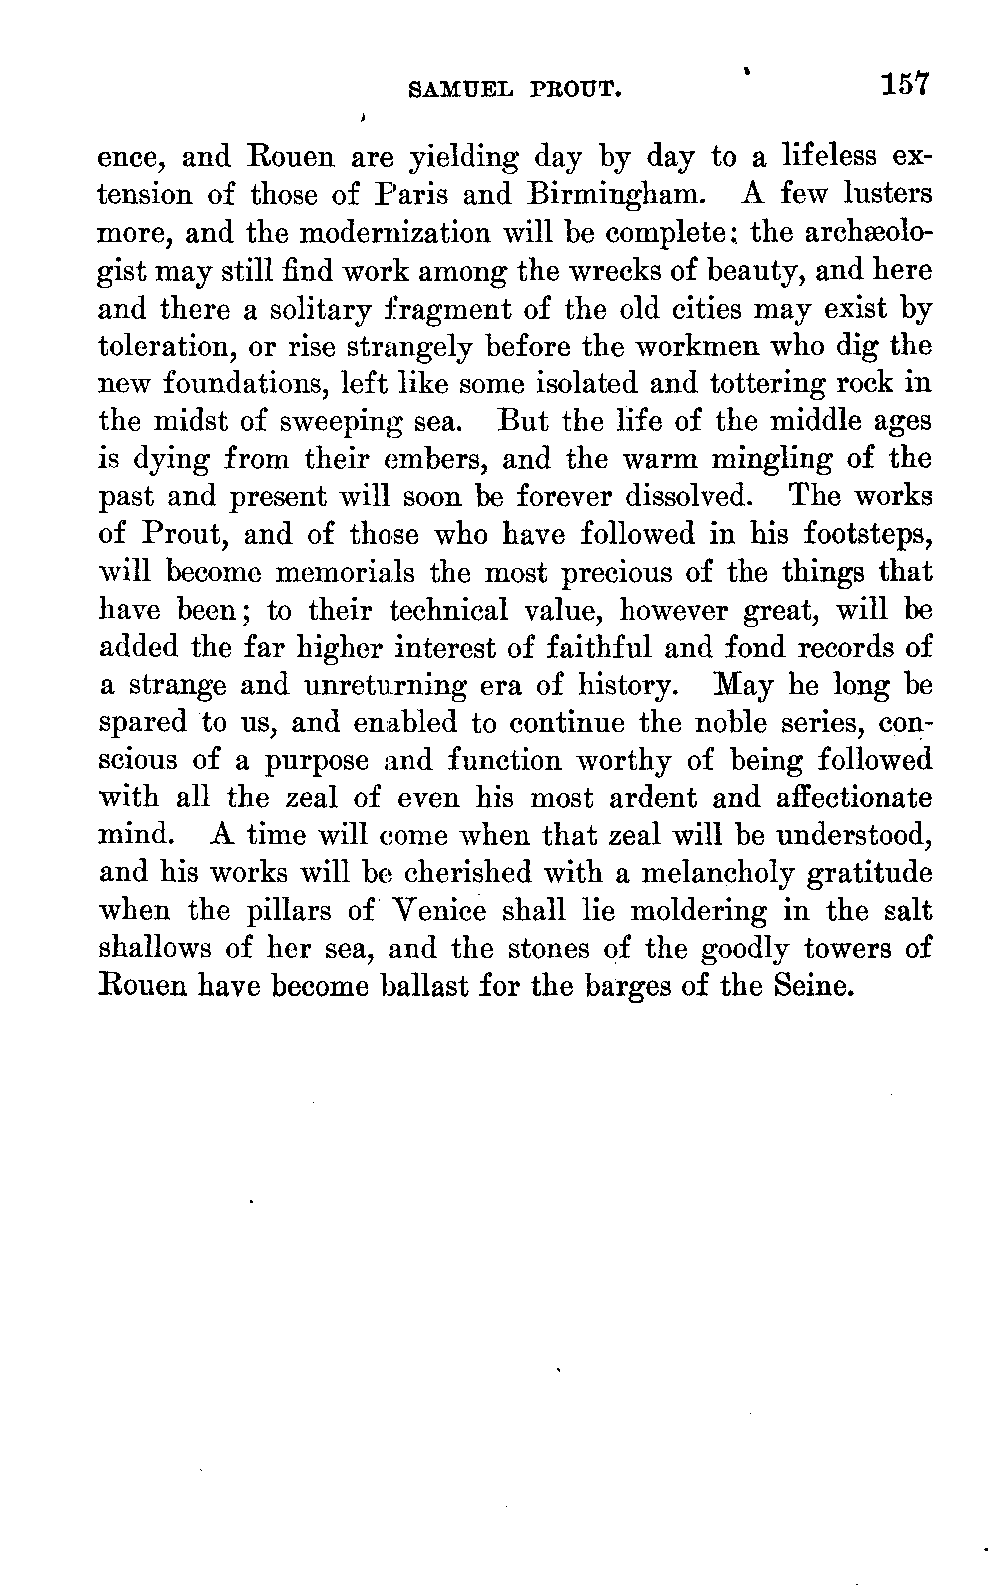 SAMUEL PROUT. 157
ence, and Rouen are yielding day by day to a lifeless ex-
tension of those of Paris and Birmingham. A few lusters
more, and the modernization will be complete; the archæolo-
gist may still find work among the wrecks of beauty, and here
and there a solitary fragment of the old cities may exist by
toleration, or rise strangely before the workmen who dig the
new foundations, left like some isolated and tottering rock in
the midst of sweeping sea. But the life of the middle ages
is dying from their embers, and the warm mingling of the
past and present will soon be forever dissolved. The works
of Prout, and of those who have followed in his footsteps,
will become memorials the most precious of the things that
have been; to their technical value, however great, will be
added the far higher interest of faithful and fond records of
a strange and unreturning era of history. May he long be
spared to us, and enabled to continue the noble series, con-
scious of a purpose and function worthy of being followed
with all the zeal of even his most ardent and affectionate
mind. A time will come when that zeal will be understood,
and his works will be cherished with a melancholy gratitude
when the pillars of Venice shall lie moldering in the salt
shallows of her sea, and the stones of the goodly towers of
Rouen have become ballast for the barges of the Seine.